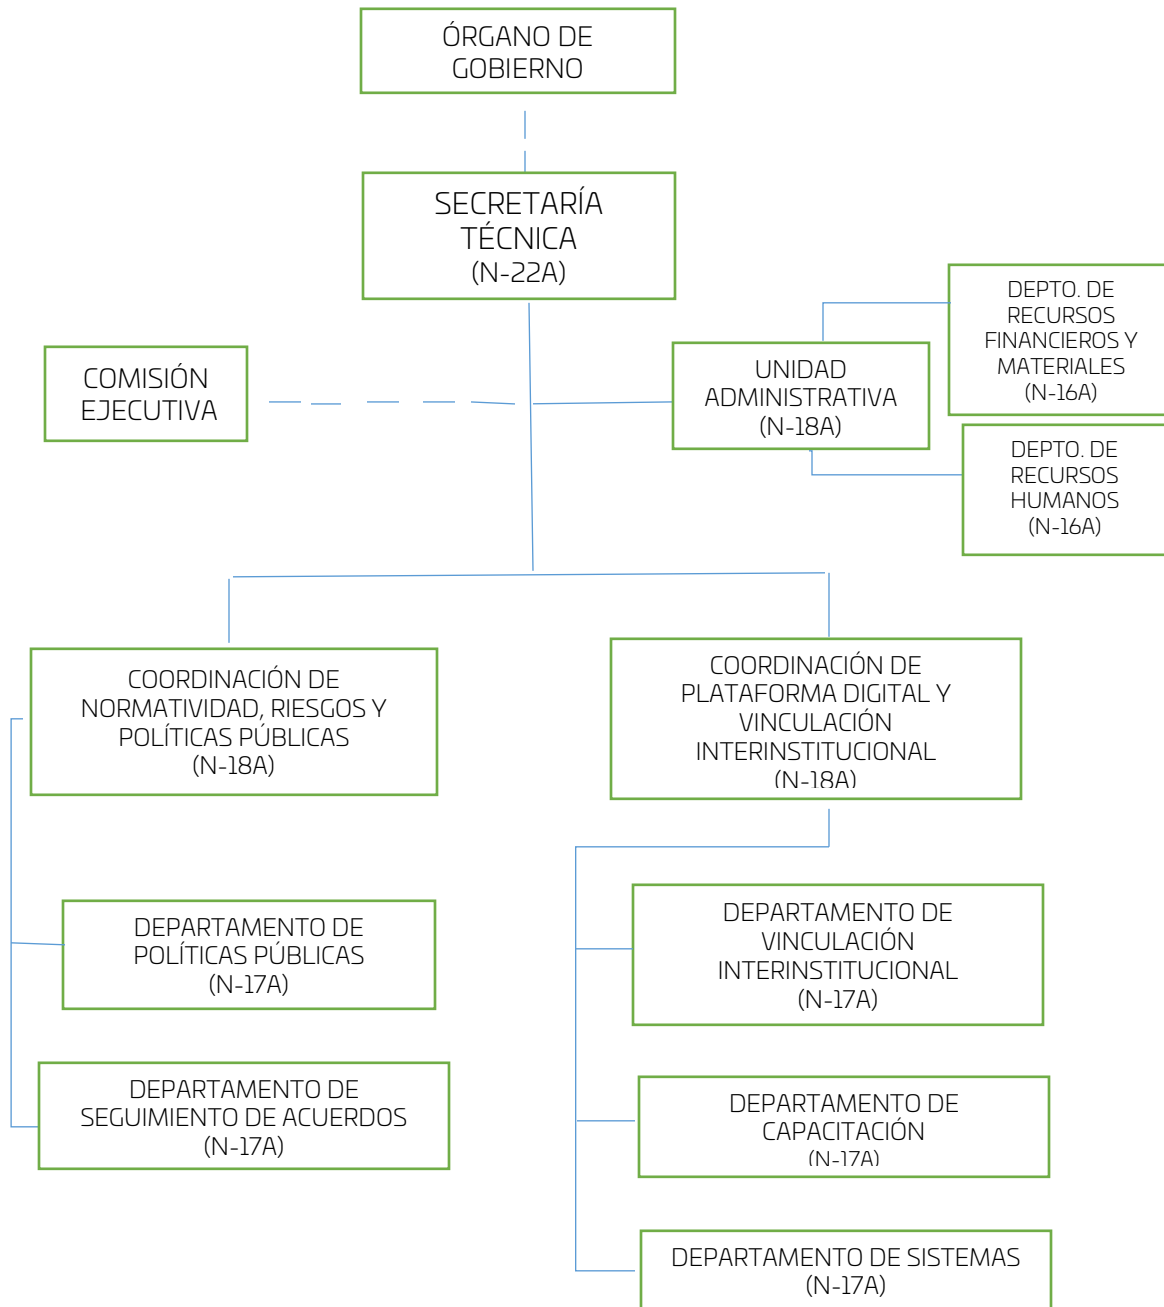 ÓRGANO DE
GOBIERNO
SECRETARÍA
TÉCNICA
(N-22A)
DEPTO. DE
RECURSOS
FINANCIEROS Y
MATERIALES
(N-16A)
COMISIÓN
EJECUTIVA
UNIDAD
ADMINISTRATIVA
(N-18A)
DEPTO. DE
RECURSOS
HUMANOS
(N-16A)
COORDINACIÓN DE
NORMATIVIDAD, RIESGOS Y
POLÍTICAS PÚBLICAS
(N-18A)
COORDINACIÓN DE
PLATAFORMA DIGITAL Y
VINCULACIÓN
INTERINSTITUCIONAL
(N-18A)
DEPARTAMENTO DE
POLÍTICAS PÚBLICAS
(N-17A)
DEPARTAMENTO DE
VINCULACIÓN
INTERINSTITUCIONAL
(N-17A)
DEPARTAMENTO DE
SEGUIMIENTO DE ACUERDOS
(N-17A)
DEPARTAMENTO DE
CAPACITACIÓN
(N-17A)
DEPARTAMENTO DE SISTEMAS
(N-17A)